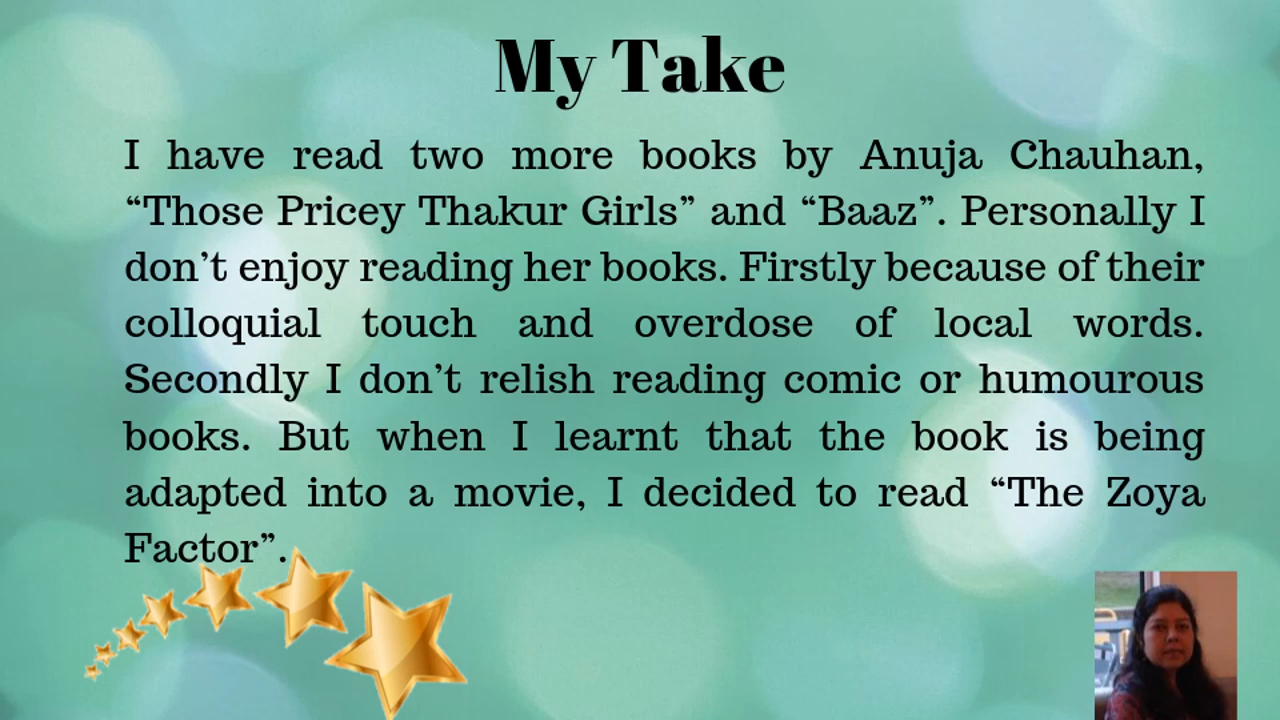 My Take
I have read two more books by Anuja Chauhan,
“Those Pricey Thakur Girls” and “Baaz”. Personally I
don’t enjoy reading her books. Firstly because of their
colloquial touch and overdose of local words.
Secondly I don’t relish reading comic or humourous
books. But when I learnt that the book is being
adapted into a movie, I decided to read “The Zoya
Factor”.